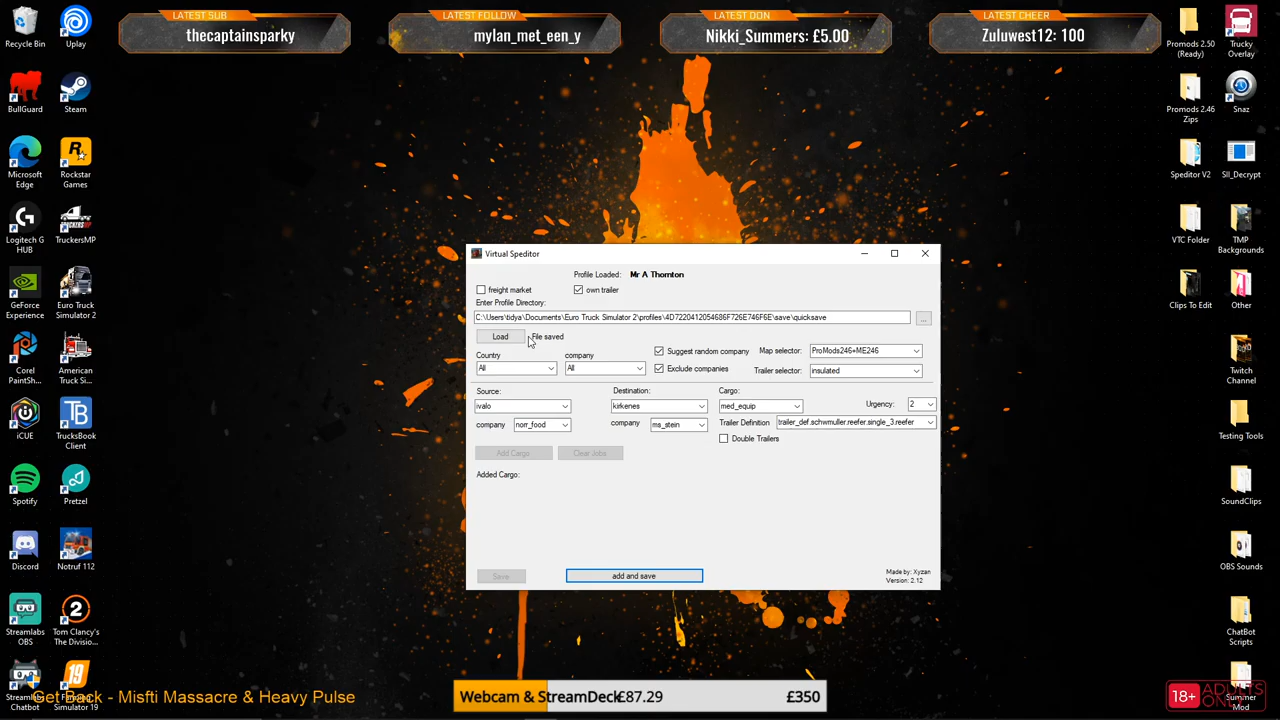 LATEST SUB
thecaptainsparky
LATEST FOLLOW
mylan_met_een_y
LATEST DON
Nikki_Summers: £5.00
LATEST CHEER
Zuluwest12: 100
Recycle Bin
Uplay
BullGuard
Steam
Microsoft
Edge
Rockstar
Games
Logitech G
HUB
TruckersMP
GeForce
Experience
Euro Truck
Simulator 2
Corel
PaintSh...
American
Truck Si...
iCUE
TrucksBook
Client
Spotify
Pretzel
Discord
Notruf 112
Streamlabs
OBS
Tom Clancy's
The Divisio...
Chatbot
Simulator 19
Promods 2.50
(Ready)
Trucky
Overlay
Promods 2.46
Zips
Snaz
Speditor V2
SII_Decrypt
VTC Folder
TMP
Backgrounds
Clips To Edit
Other
Twitch
Channel
Testing Tools
SoundClips
OBS Sounds
ChatBot
Scripts
Summer
Mod
Virtual Speditor
Profile Loaded: Mr A Thornton
freight market
own trailer
Enter Profile Directory:
C:\Users\tidya\Documents\Euro Truck Simulator 2\profiles\4D7220412054686F726E746F6E\save\quicksave
...
Load
File saved
Country
company
All
All
Suggest random company
Exclude companies
Map selector:
ProMods246+ME246
Trailer selector:
insulated
Source:
ivalo
company
norr_food
Destination:
kirkenes
company
ms_stein
Cargo:
med_equip
Urgency:
2
Trailer Definition
trailer_def.schwmuller.reefer.single_3.reefer
Double Trailers
Add Cargo
Clear Jobs
Added Cargo:
Save
add and save
Made by: Xyzan
Version: 2.12
Get Back - Misfti Massacre & Heavy Pulse
Webcam & StreamDeck
£87.29
£350
18+
ADULTS
ONLY